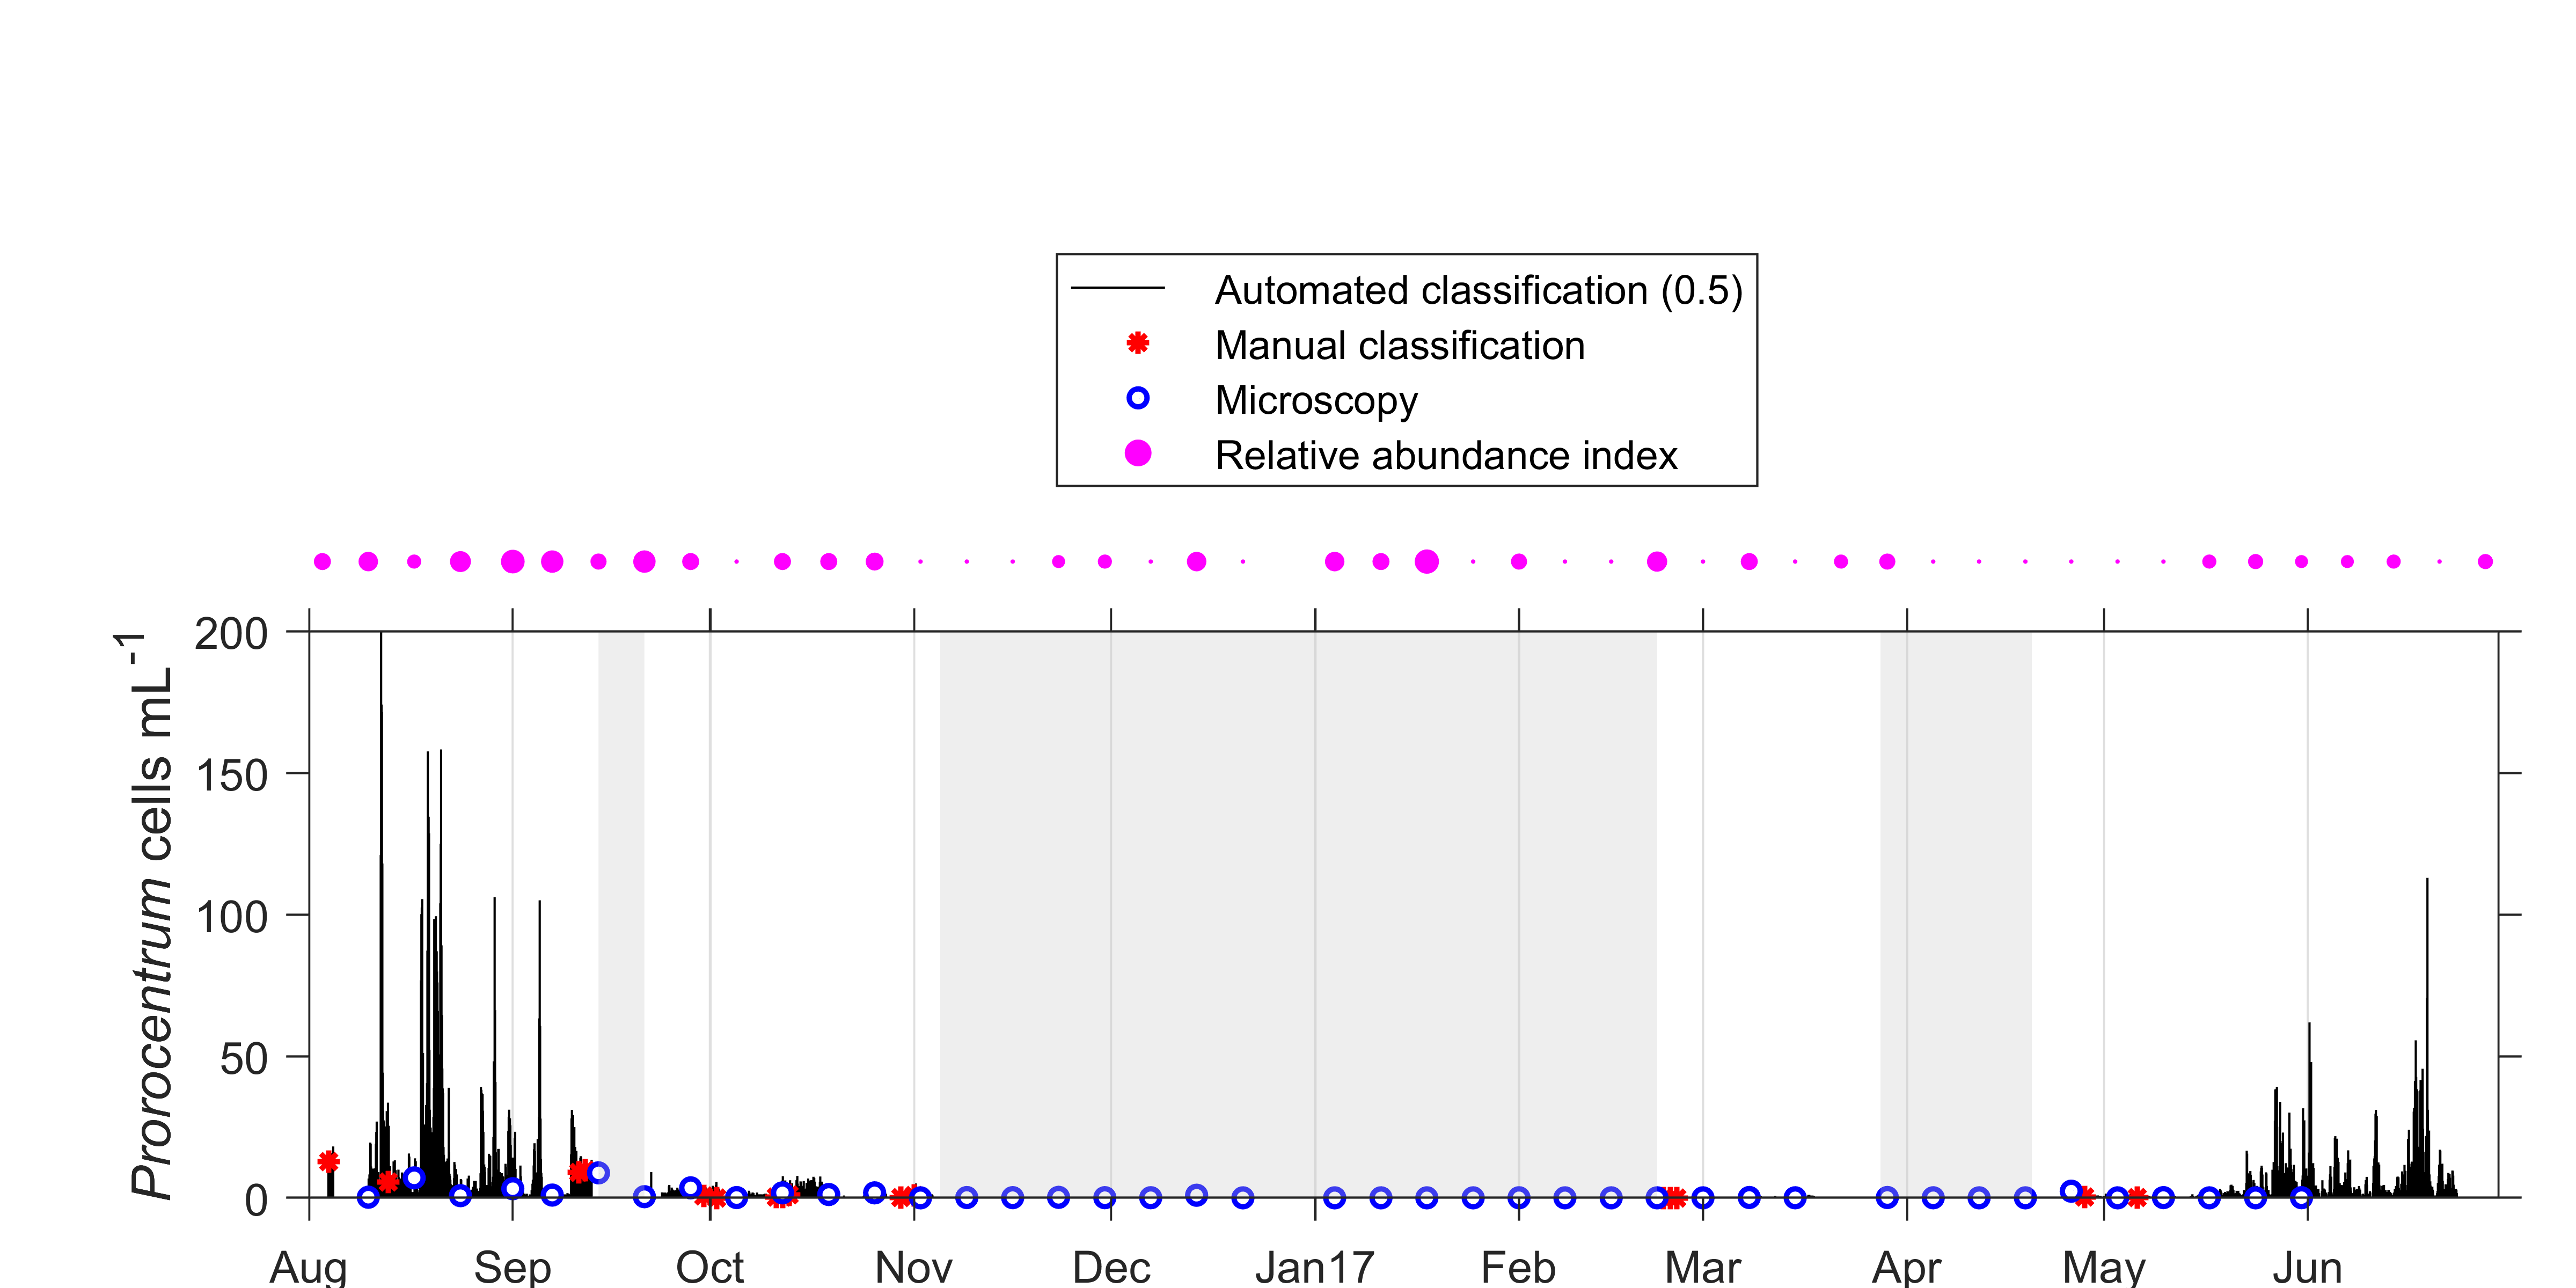 Automated classification (0.5)
Manual classification
Microscopy
Relative abundance index
Prorocentrum cells mL-1
200
150
100
50
0
Aug Sep Oct Nov Dec Jan17 Feb Mar Apr May Jun